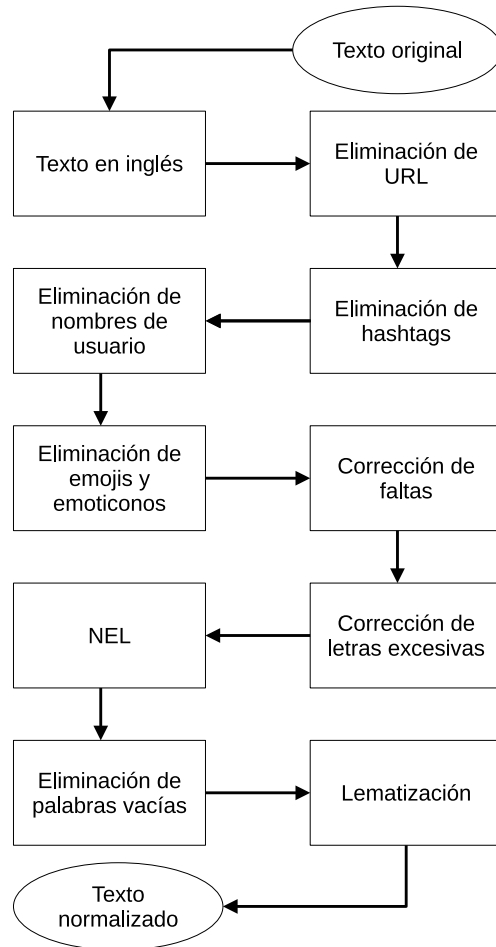 Texto original
Texto en inglés
Eliminación de
URL
Eliminación de
hashtags
Eliminación de
nombres de
usuario
Eliminación de
emojis y
emoticonos
Corrección de
faltas
Corrección de
letras excesivas
NEL
Eliminación de
palabras vacías
Lematización
Texto
normalizado